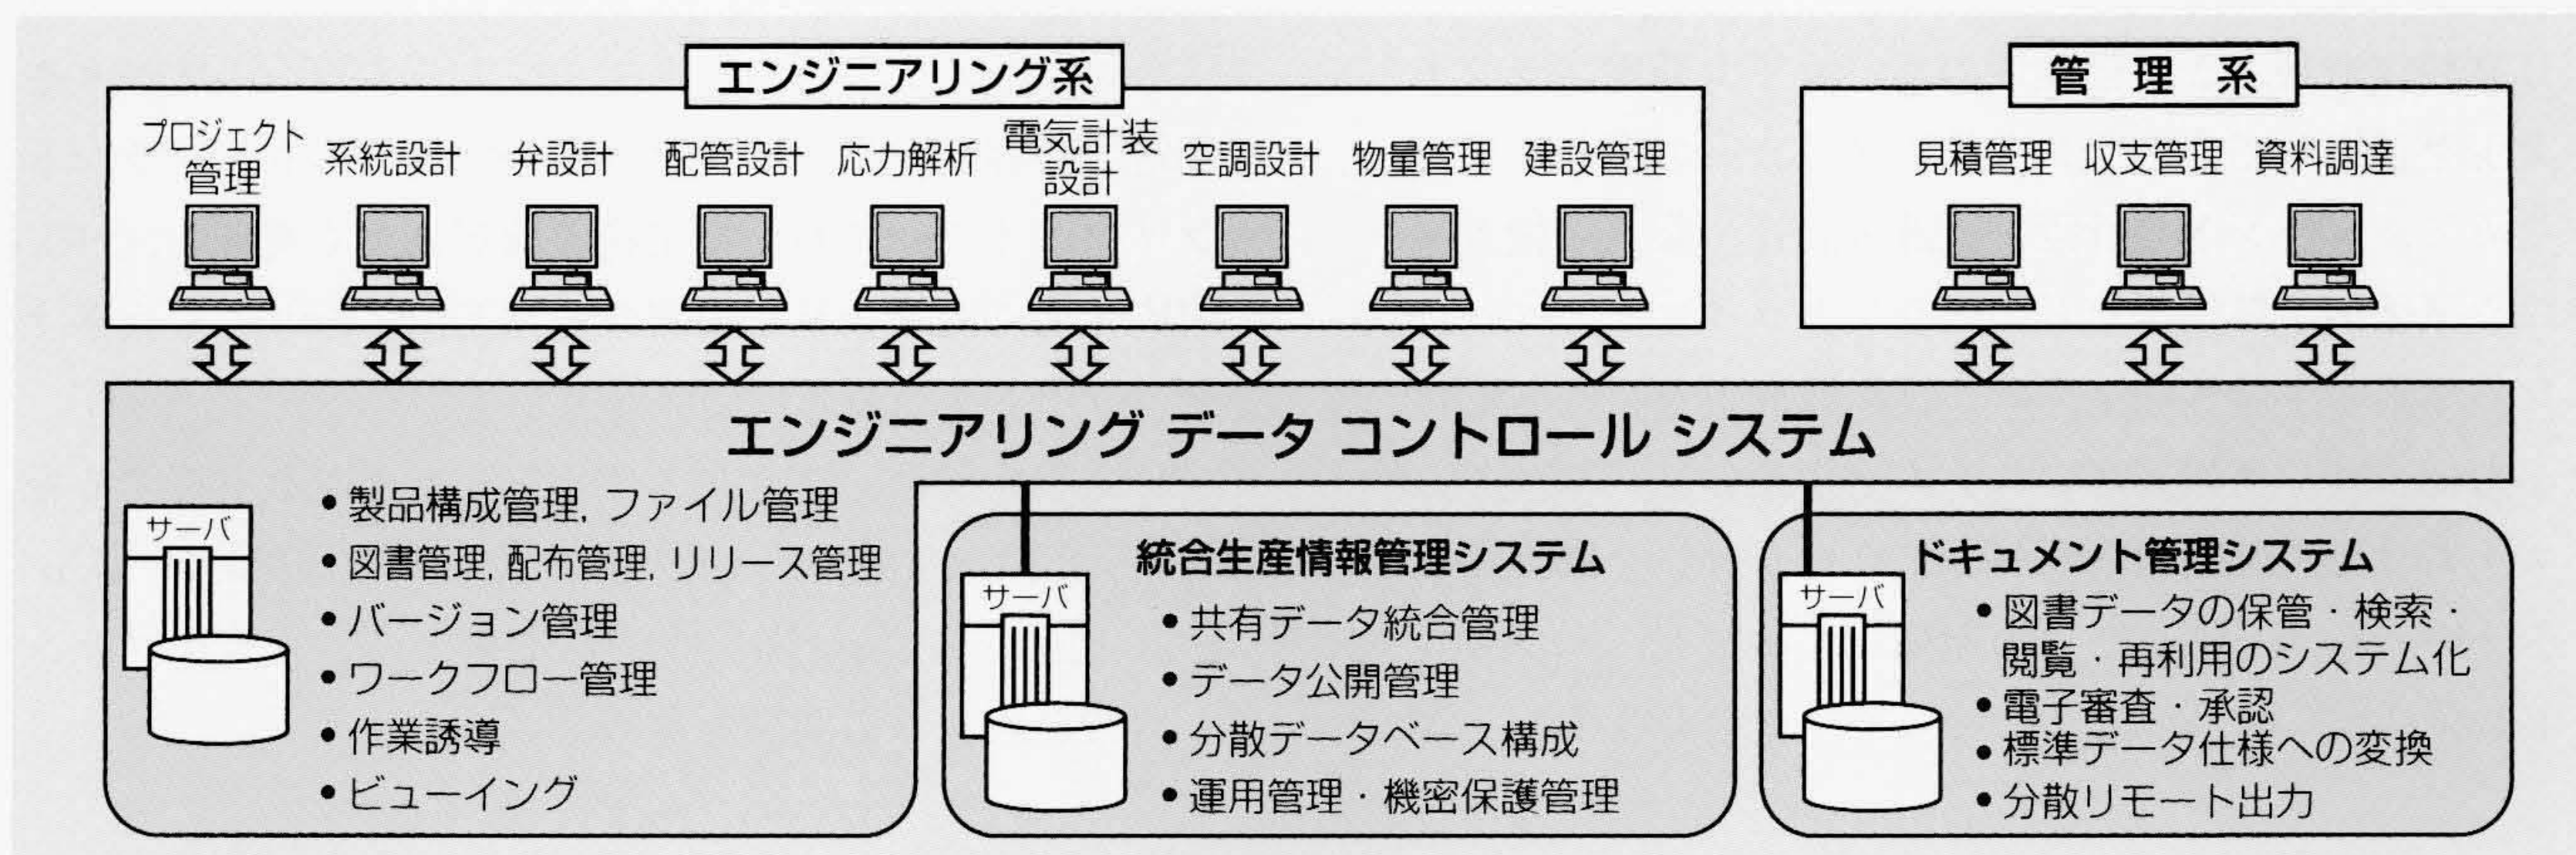 エンジニアリング系
プロジェクト
管理
系統設計
弁設計
配管設計
応力解析
電気計装
設計
空調設計
物量管理
建設管理
管 理 系
見積管理
収支管理
資料調達
エンジニアリング データ コントロール システム
サーバ
• 製品構成管理, ファイル管理
• 図書管理, 配布管理, リリース管理
• バージョン管理
• ワークフロー管理
• 作業誘導
• ビューイング
統合生産情報管理システム
サーバ
• 共有データ統合管理
• データ公開管理
• 分散データベース構成
• 運用管理・機密保護管理
ドキュメント管理システム
サーバ
• 図書データの保管・検索・
閲覧・再利用のシステム化
• 電子審査・承認
• 標準データ仕様への変換
• 分散リモート出力